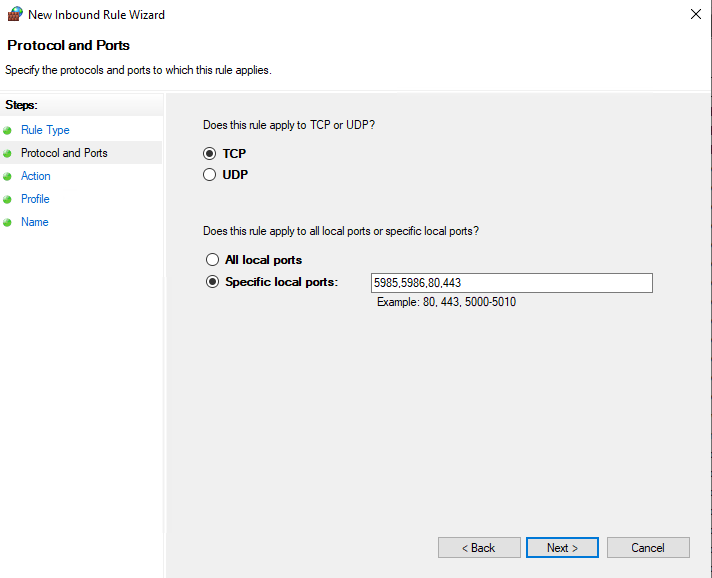 New Inbound Rule Wizard
Protocol and Ports
Specify the protocols and ports to which this rule applies.
Steps:
Rule Type
Protocol and Ports
Action
Profile
Name
Does this rule apply to TCP or UDP?
TCP
UDP
Does this rule apply to all local ports or specific local ports?
All local ports
Specific local ports: 5985,5986,80,443
Example: 80, 443, 5000-5010
< Back Next > Cancel